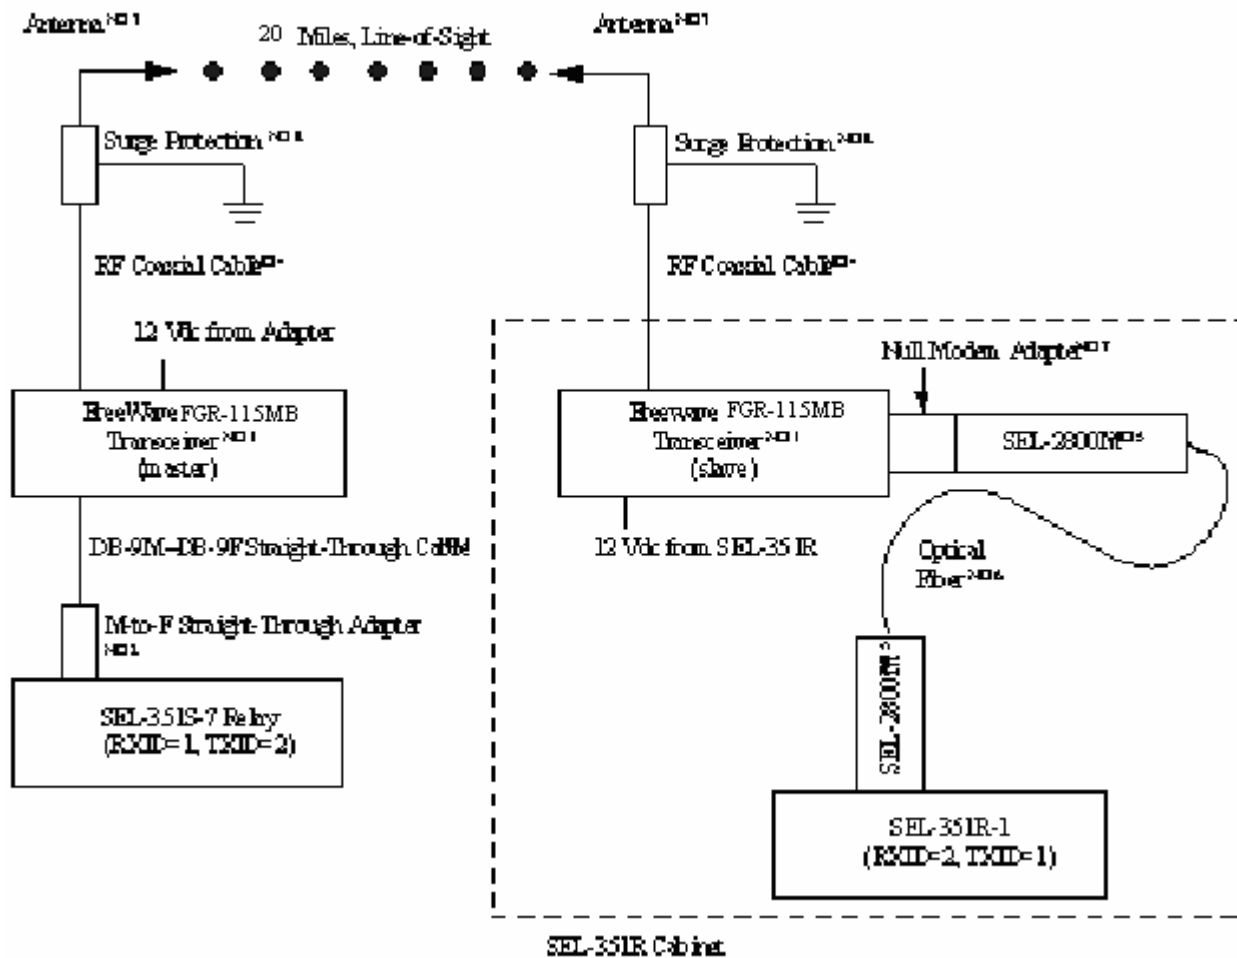 Antenna
20 Miles, Line-of-Sight
Antenna
Surge Protection
Surge Protection
RF Coaxial Cable
RF Coaxial Cable
12 Vdc from Adapter
Null Modem Adapter
FreeWave FGR-115MB
Transceiver
(master)
Freewave FGR-115MB
Transceiver
(slave)
SEL-2800M
DB-9M–DB-9F Straight-Through Cable
12 Vdc from SEL-351R
Optical
Fiber
M-to-F Straight-Through Adapter
SEL-2800M
SEL-351S-7 Relay
(RXID=1, TXID=2)
SEL-351R-1
(RXID=2, TXID=1)
SEL-351R Cabinet